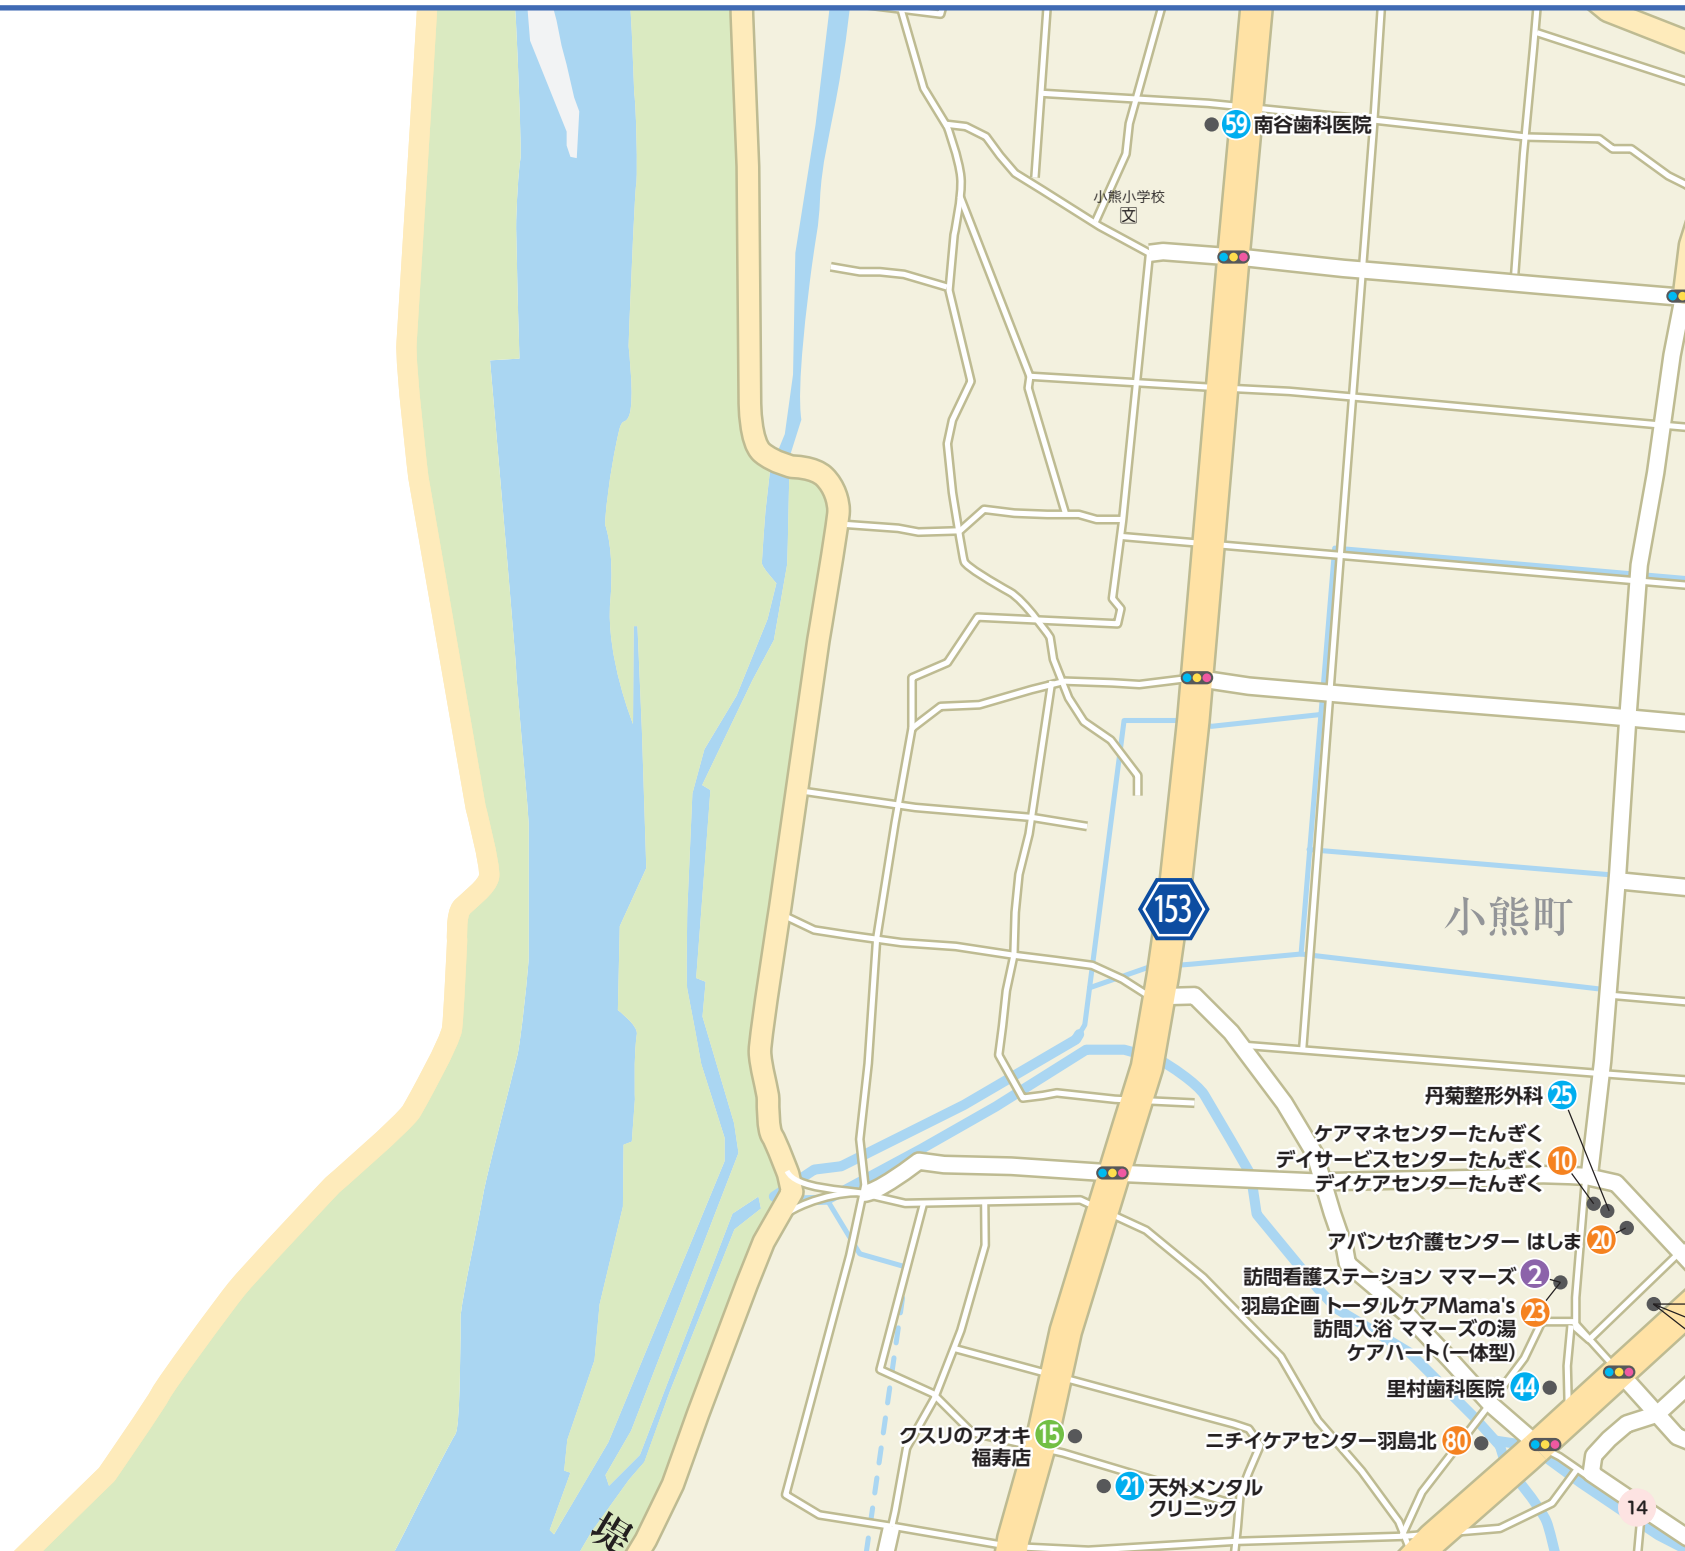 59 南谷歯科医院
小熊小学校
文
153
小熊町
丹菊整形外科 25
ケアマネセンターたんぎく
デイサービスセンターたんぎく 10
デイケアセンターたんぎく
アバンセ介護センター はしま 20
訪問看護ステーション ママーズ 2
羽島企画 トータルケアMama's 23
訪問入浴 ママーズの湯
ケアハート(一体型)
里村歯科医院 44
クスリのアオキ 15
福寿店
ニチイケアセンター羽島北 80
21 天外メンタル
クリニック
14
堤